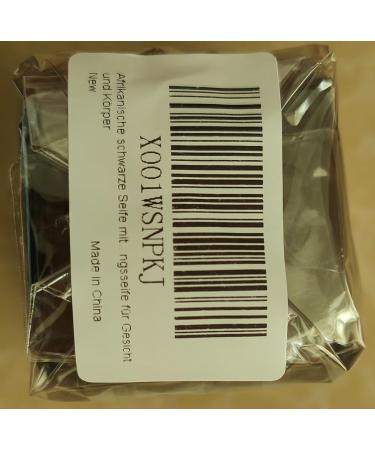 X001WSNPKJ
Afrikanische schwarze Seife mit. ngsseife für Gesicht
und Körper
New
Made in China